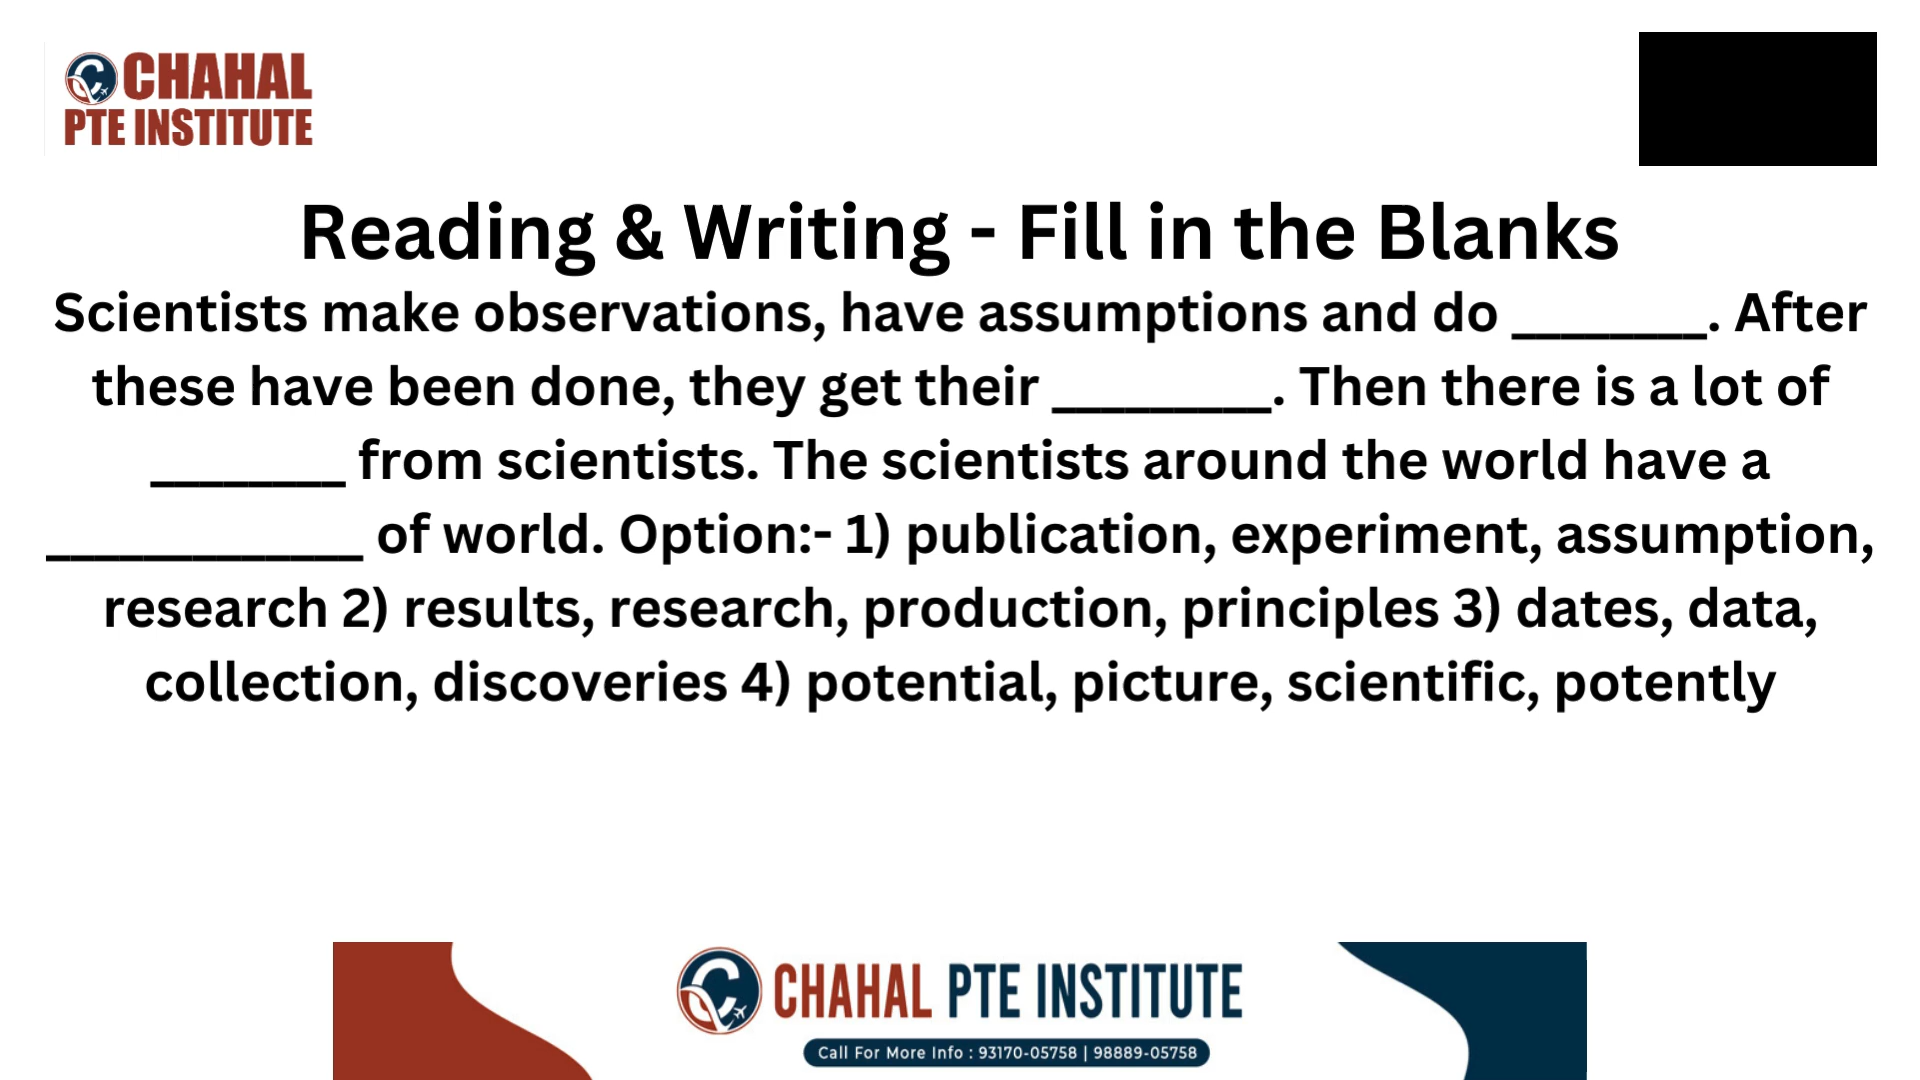 CHAHAL
PTE INSTITUTE
Reading & Writing - Fill in the Blanks
Scientists make observations, have assumptions and do ________. After
these have been done, they get their _________. Then there is a lot of
________ from scientists. The scientists around the world have a
_____________ of world. Option:- 1) publication, experiment, assumption,
research 2) results, research, production, principles 3) dates, data,
collection, discoveries 4) potential, picture, scientific, potently
CHAHAL PTE INSTITUTE
Call For More Info : 93170-05758 | 98889-05758